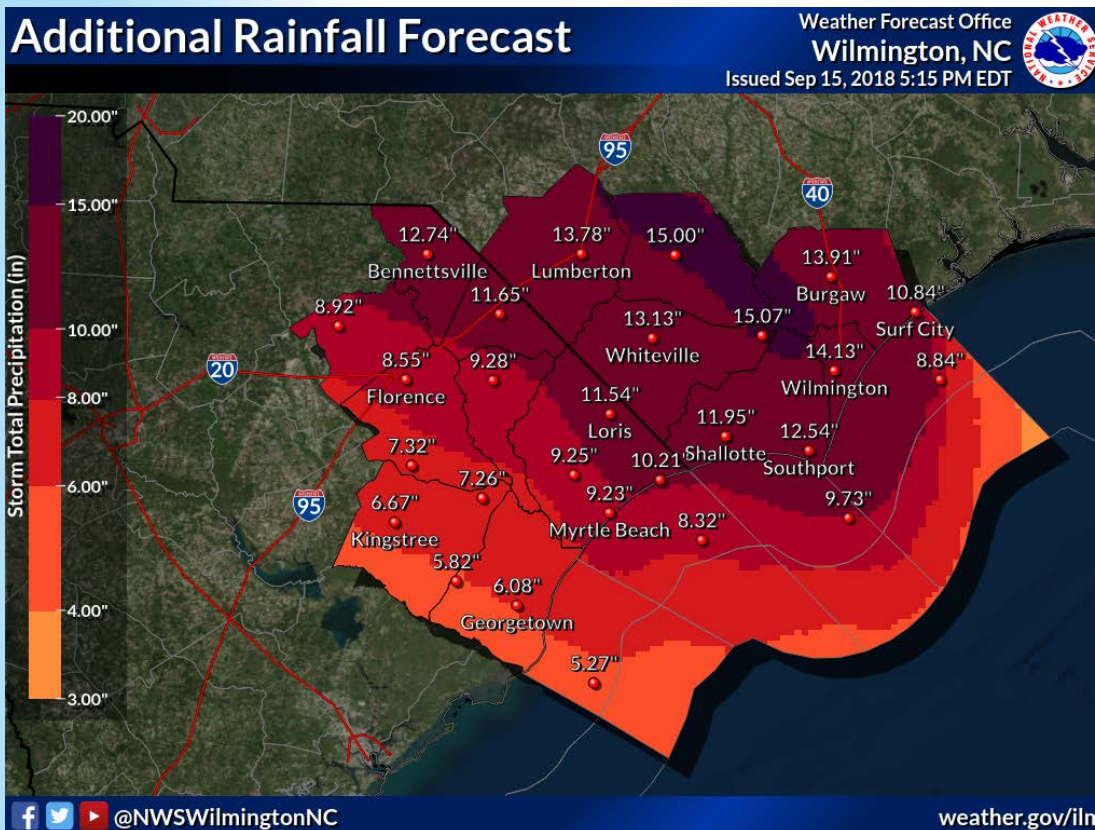 Additional Rainfall Forecast
Weather Forecast Office
Wilmington, NC
Issued Sep 15, 2018 5:15 PM EDT
NATIONAL WEATHER SERVICE
Storm Total Precipitation (in)
20.00"
15.00"
10.00"
8.00"
6.00"
4.00"
3.00"
95
40
20
95
12.74"
Bennettsville
13.78"
Lumberton
15.00"
13.91"
Burgaw
10.84"
Surf City
8.92"
11.65"
13.13"
Whiteville
15.07"
14.13"
Wilmington
8.84"
8.55"
Florence
9.28"
11.54"
Loris
11.95"
Shallotte
12.54"
Southport
7.32"
7.26"
9.25"
10.21"
9.23"
Myrtle Beach
8.32"
9.73"
6.67"
Kingstree
5.82"
6.08"
Georgetown
5.27"
@NWSWilmingtonNC
weather.gov/iln